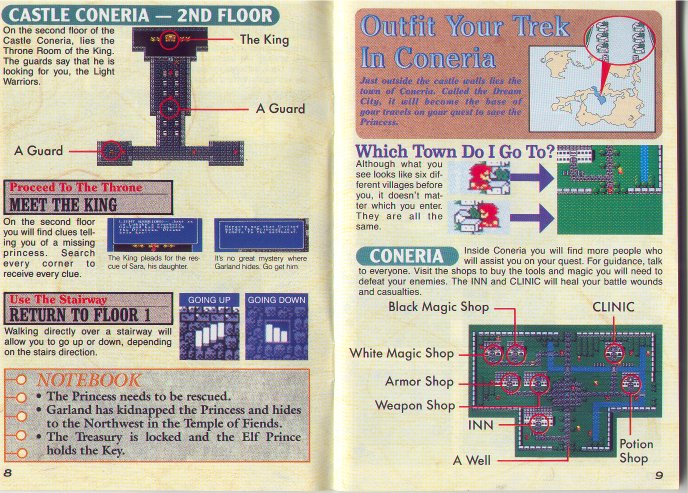 CASTLE CONERIA — 2ND FLOOR
On the second floor of the
Castle Coneria, lies the
Throne Room of the King.
The guards say that he is
looking for you, the Light
Warriors.
The King
A Guard
A Guard
Proceed To The Throne
MEET THE KING
On the second floor
you will find clues tell-
ing you of a missing
princess. Search
every corner to
receive every clue.
The King pleads for the res-
cue of Sara, his daughter.
It's no great mystery where
Garland hides. Go get him
Use The Stairway
RETURN TO FLOOR 1
Walking directly over a stairway will
allow you to go up or down, depending
on the stairs direction.
GOING UP
GOING DOWN
NOTEBOOK
• The Princess needs to be rescued.
• Garland has kidnapped the Princess and hides
to the Northwest in the Temple of Fiends.
• The Treasury is locked and the Elf Prince
holds the Key.
8
Outfit Your Trek
In Coneria
Just outside the castle walls lies the
town of Coneria. Called the Dream
City, it will become the base of
your travels on your quest to save the
Princess.
Which Town Do I Go To?
Although what you
see looks like six dif-
ferent villages before
you, it doesn't mat-
ter which you enter.
They are all the
same.
CONERIA
Inside Coneria you will find more people who
will assist you on your quest. For guidance, talk
to everyone. Visit the shops to buy the tools and magic you will need to
defeat your enemies. The INN and CLINIC will heal your battle wounds
and casualties.
Black Magic Shop
CLINIC
White Magic Shop
Armor Shop
Weapon Shop
INN
A Well
Potion
Shop
9